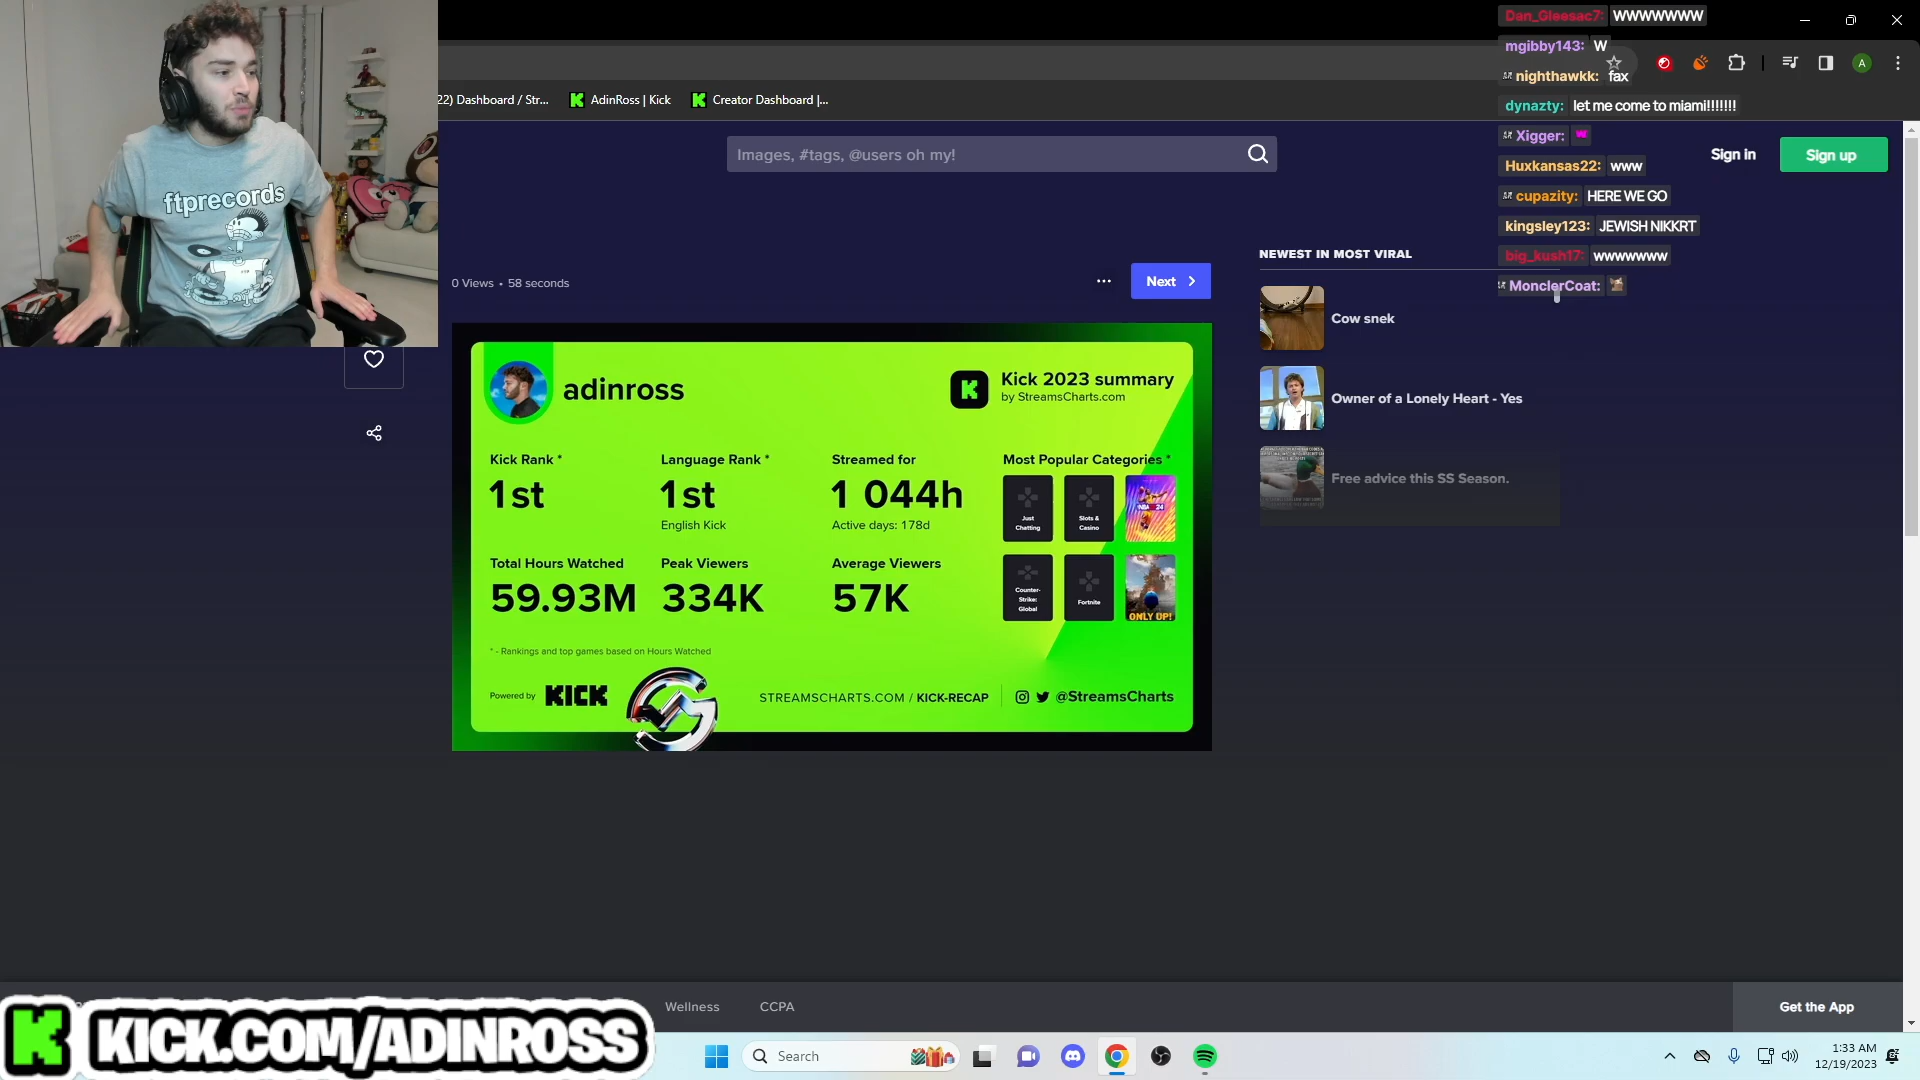 Dan_Gleesac7: WWWWWWW
mgibby143: W
nighthawkk: fax
dynazty: let me come to miami!!!!!!!
Xigger:
Huxkansas22: www
cupazity: HERE WE GO
kingsley123: JEWISH NIKKRT
big_kush17: wwwwwww
MonclerCoat:
A
22) Dashboard / Str...
AdinRoss | Kick
Creator Dashboard |...
Images, #tags, @users oh my!
Sign in
Sign up
ftprecords
0 Views • 58 seconds
Next
NEWEST IN MOST VIRAL
Cow snek
Owner of a Lonely Heart - Yes
Free advice this SS Season.
adinross
Kick 2023 summary
by StreamsCharts.com
Kick Rank *
1st
Language Rank *
1st
English Kick
Streamed for
1 044h
Active days: 178d
Most Popular Categories *
Just Chatting
Slots & Casino
NBA 24
Total Hours Watched
59.93M
Peak Viewers
334K
Average Viewers
57K
Counter-Strike: Global
Fortnite
ONLY UP!
* - Rankings and top games based on Hours Watched
Powered by KICK
STREAMSCHARTS.COM / KICK-RECAP
@StreamsCharts
Wellness
CCPA
Get the App
K KICK.COM/ADINROSS
Search
1:33 AM
12/19/2023